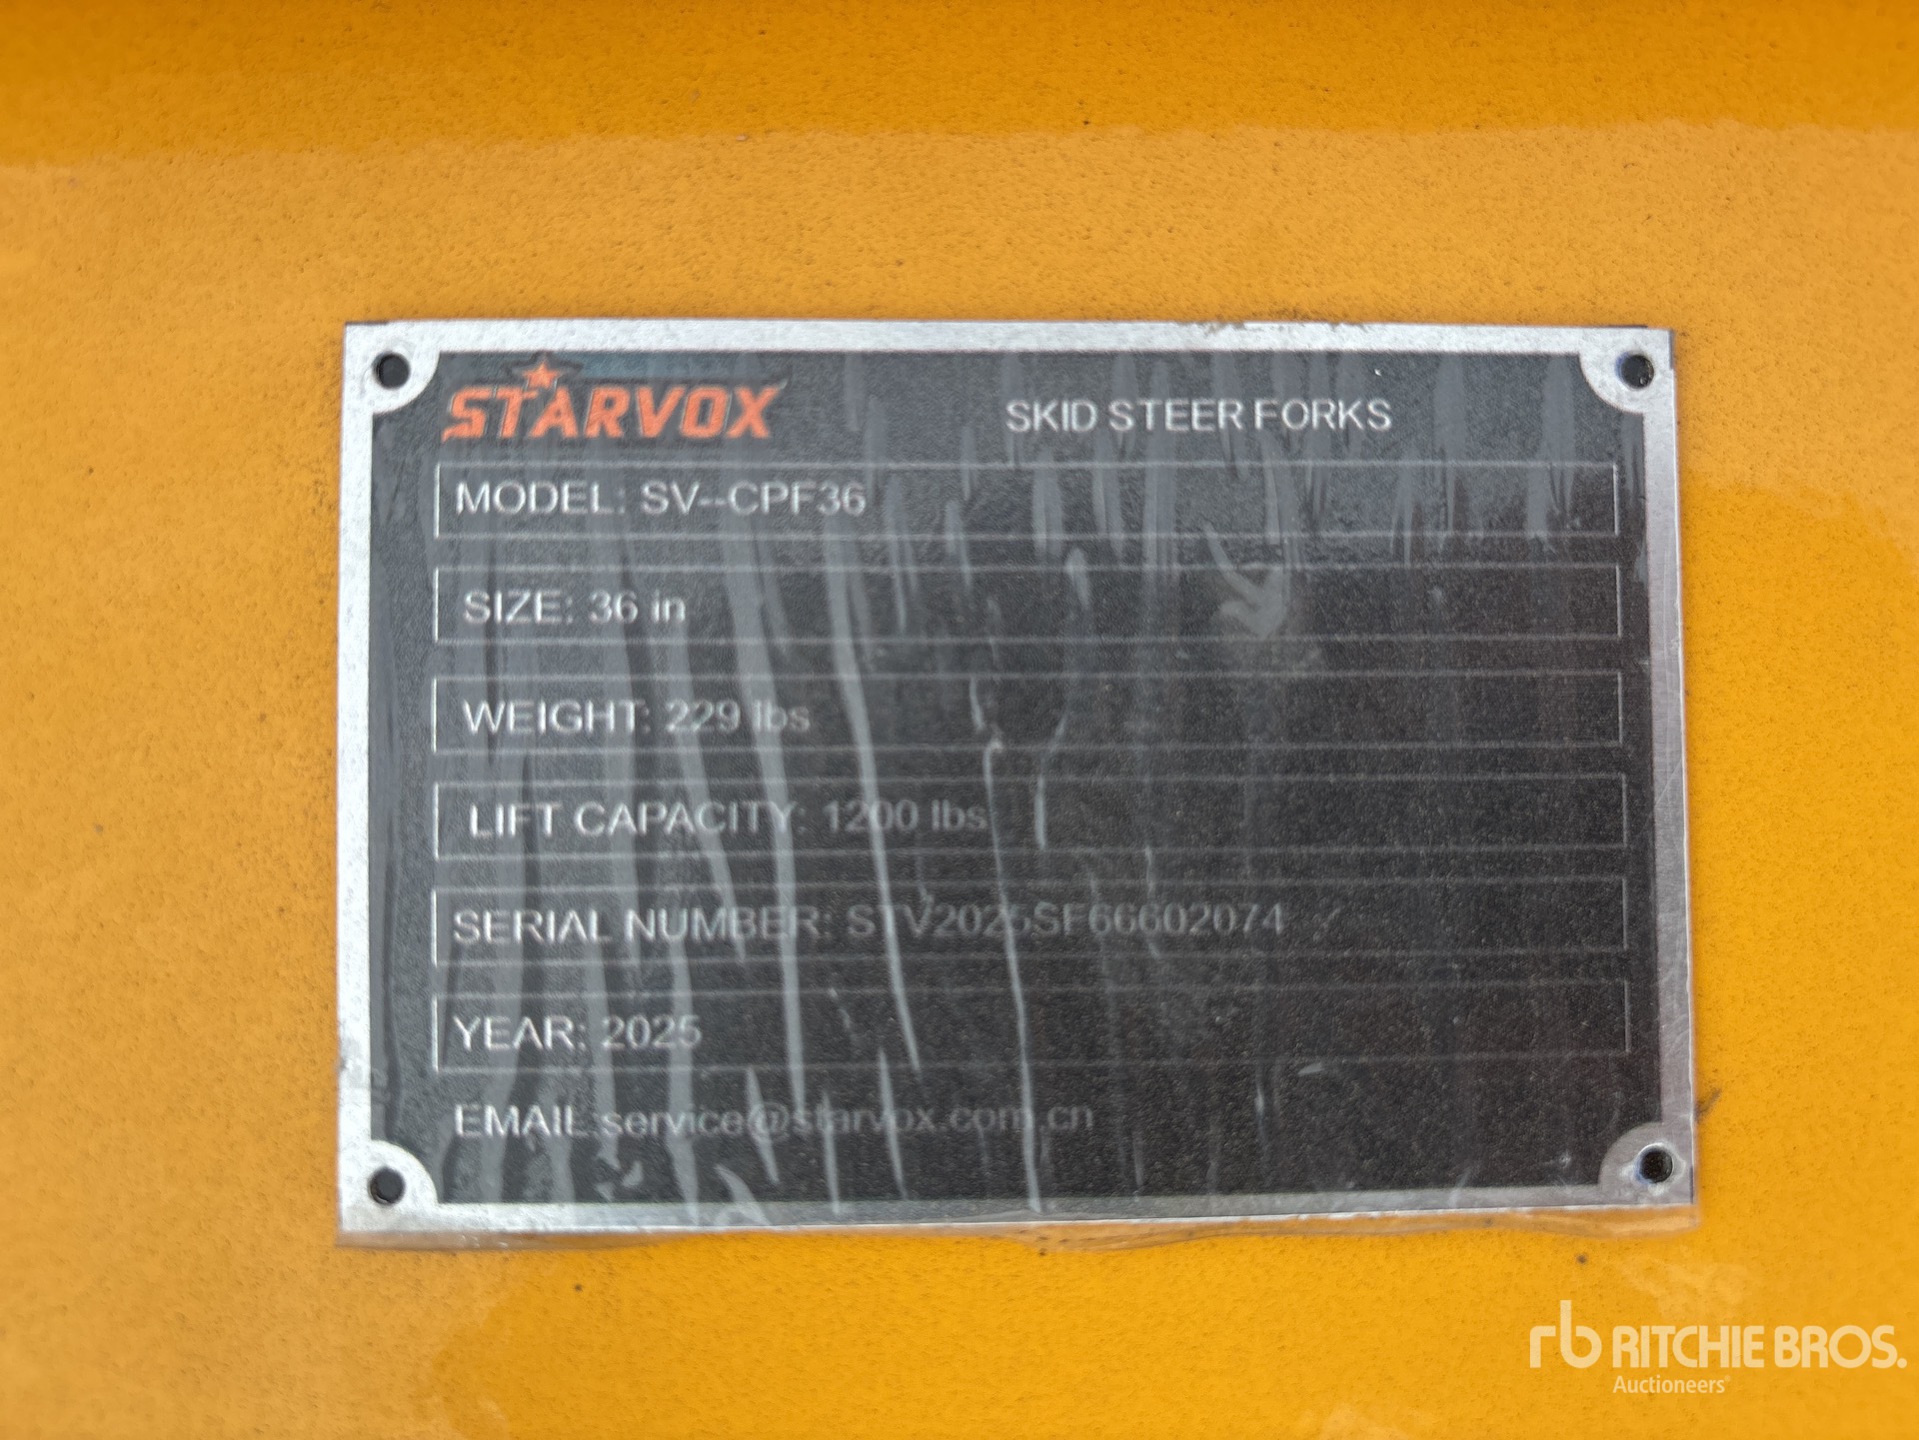 STARVOX
SKID STEER FORKS
MODEL: SV--CPF36
SIZE: 36 in
WEIGHT: 229 lbs
LIFT CAPACITY: 1200 lbs
SERIAL NUMBER: STV2025SF66602074
YEAR: 2025
EMAIL:service@starvox.com.cn
rb RITCHIE BROS.
Auctioneers®